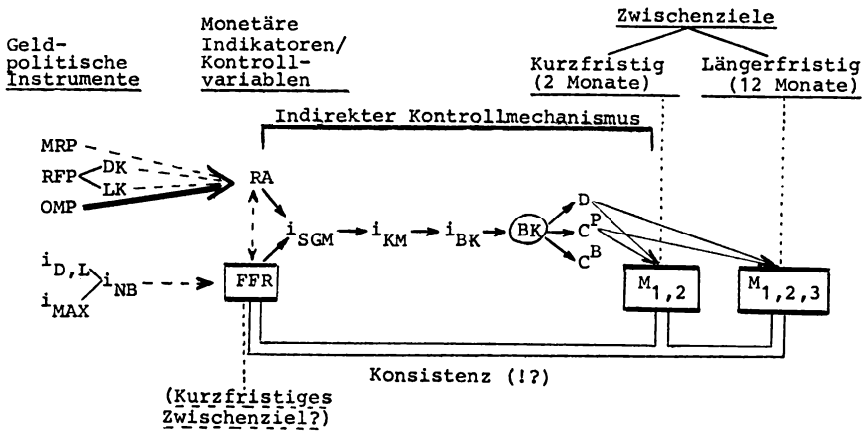 Geld-
politische
Instrumente
Monetäre
Indikatoren/
Kontroll-
variablen
Zwischenziele
Kurzfristig
(2 Monate)
Längerfristig
(12 Monate)
Indirekter Kontrollmechanismus
MRP
RFP
DK
LK
OMP
RA
i_SGM
i_KM
i_BK
BK
D
C^P
C^B
i_D,L
i_MAX
i_NB
FFR
M_1,2
M_1,2,3
Konsistenz (!?)
(Kurzfristiges
Zwischenziel?)